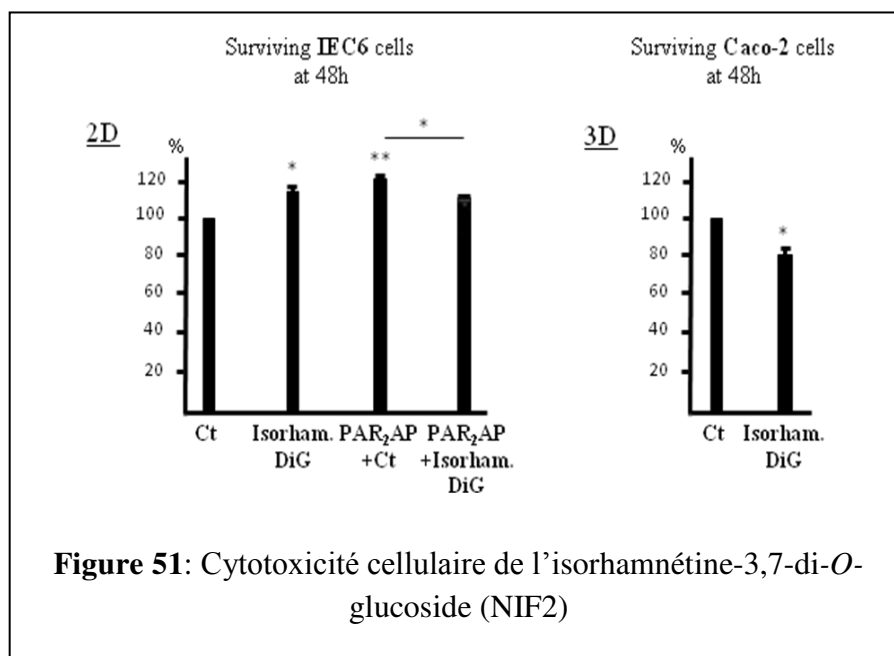 Surviving IEC6 cells
at 48h
Surviving Caco-2 cells
at 48h
2D
%
120
100
80
60
40
20
*
**
*
Ct
Isorham.
DiG
PAR₂AP
+Ct
PAR₂AP
+Isorham.
DiG
3D
%
120
100
80
60
40
20
*
Ct
Isorham.
DiG
Figure 51: Cytotoxicité cellulaire de l'isorhamnétine-3,7-di-O-
glucoside (NIF2)